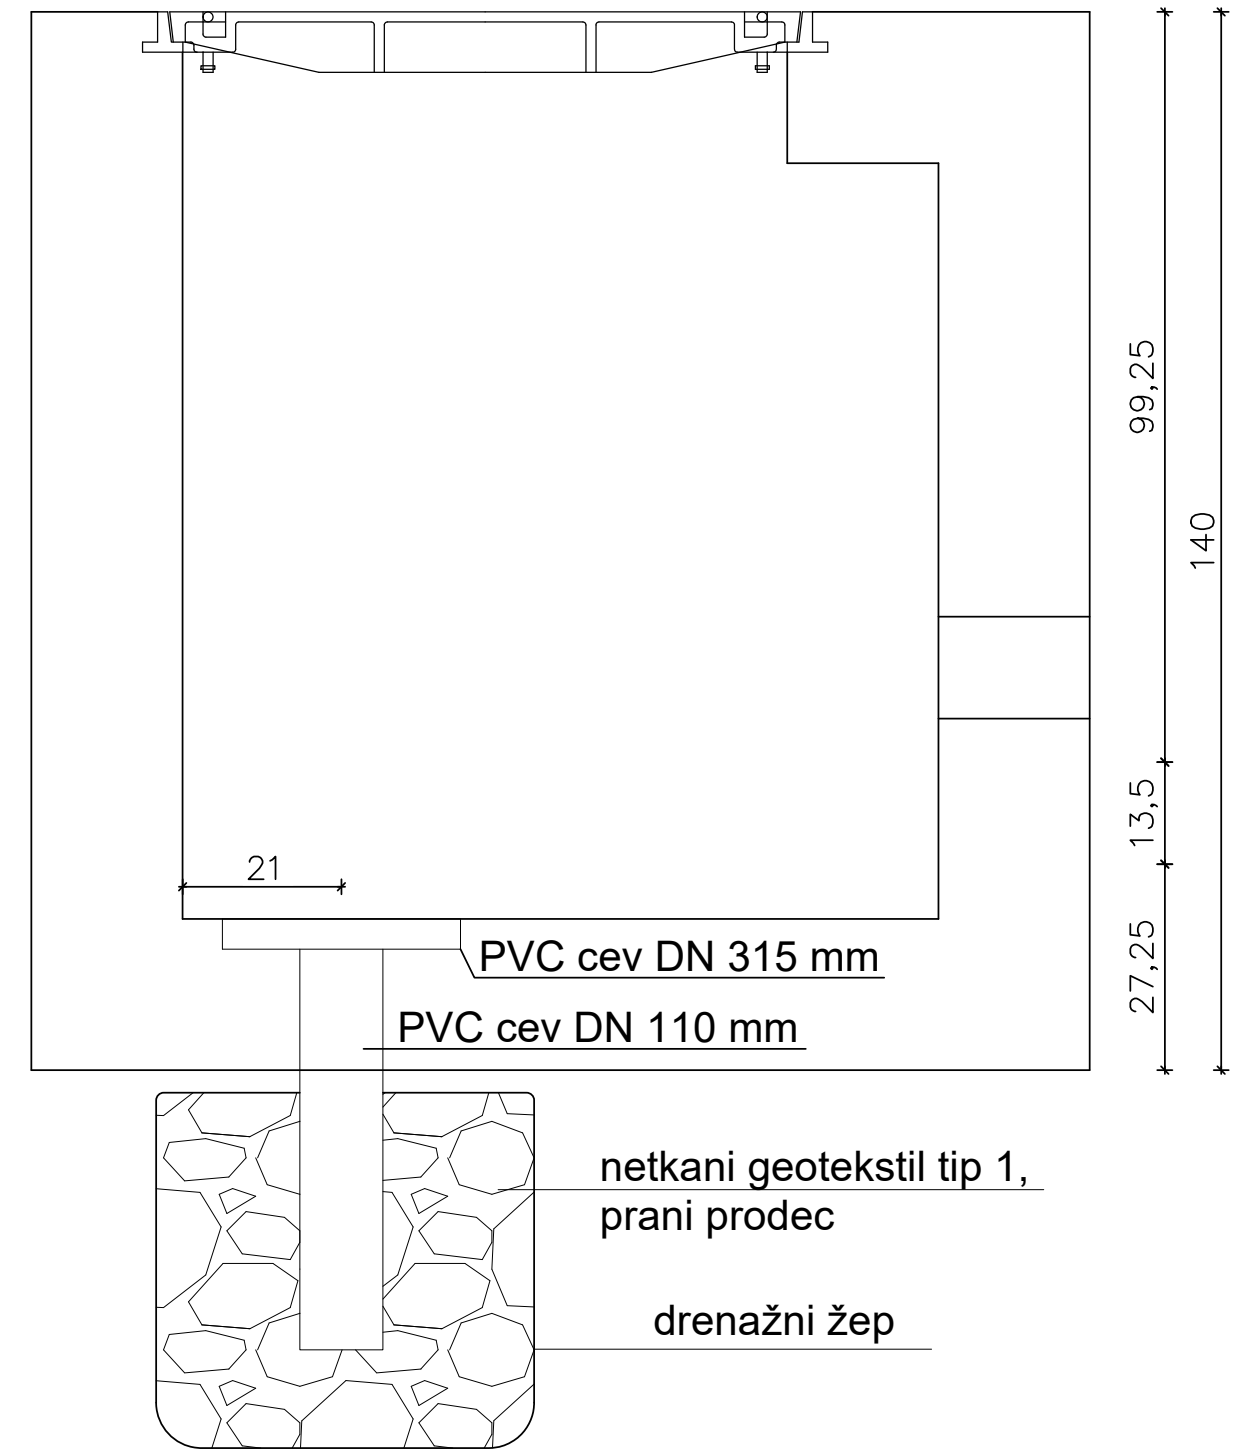 99,25
140
13,5
21
27,25
PVC cev DN 315 mm
PVC cev DN 110 mm
netkani geotekstil tip 1,
prani prodec
drenažni žep